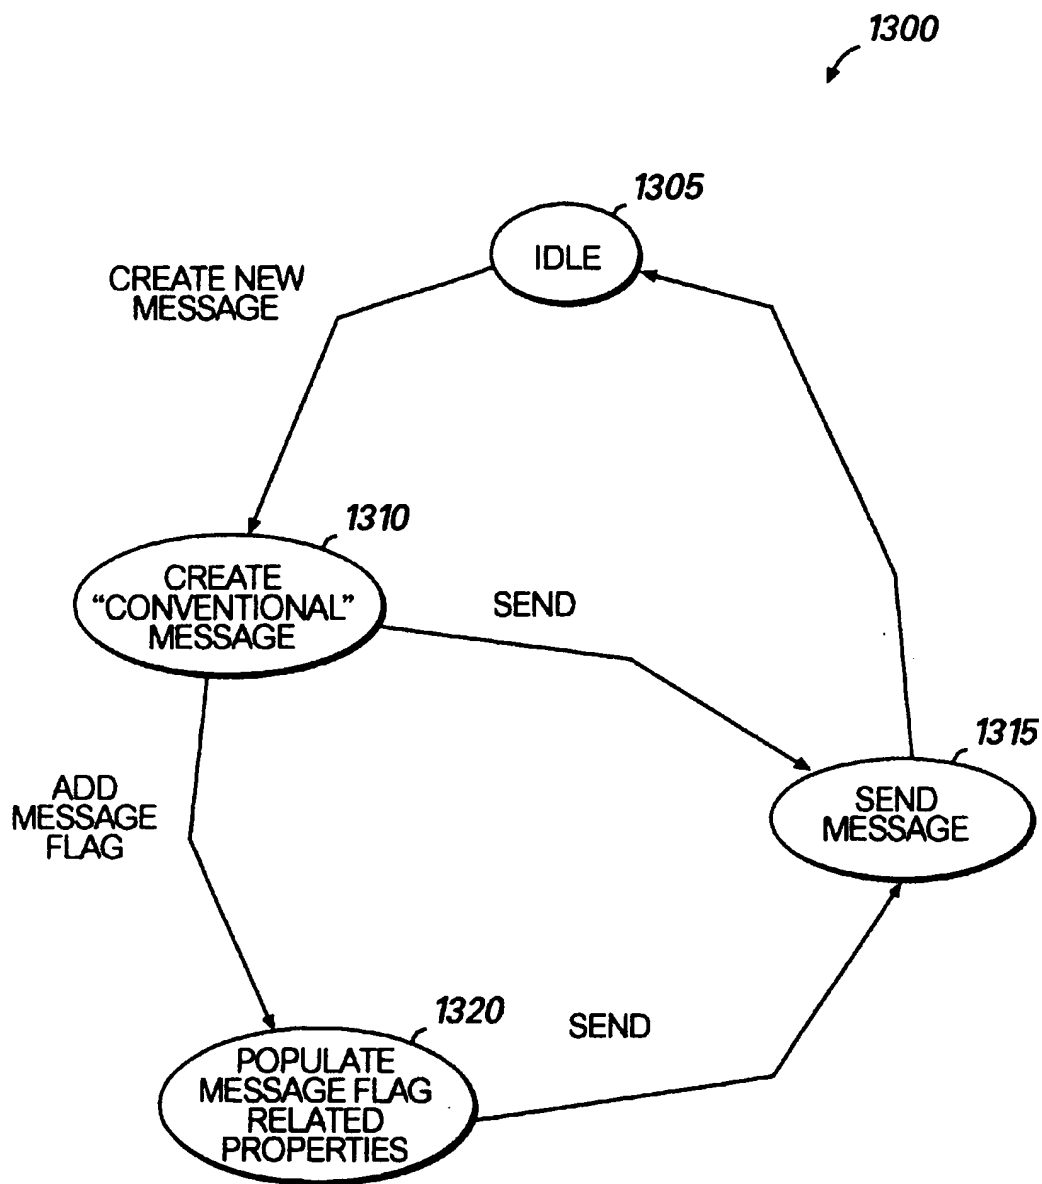 1300
1305
IDLE
CREATE NEW
MESSAGE
1310
CREATE
“CONVENTIONAL”
MESSAGE
SEND
1315
SEND
MESSAGE
ADD
MESSAGE
FLAG
1320
SEND
POPULATE
MESSAGE FLAG
RELATED
PROPERTIES